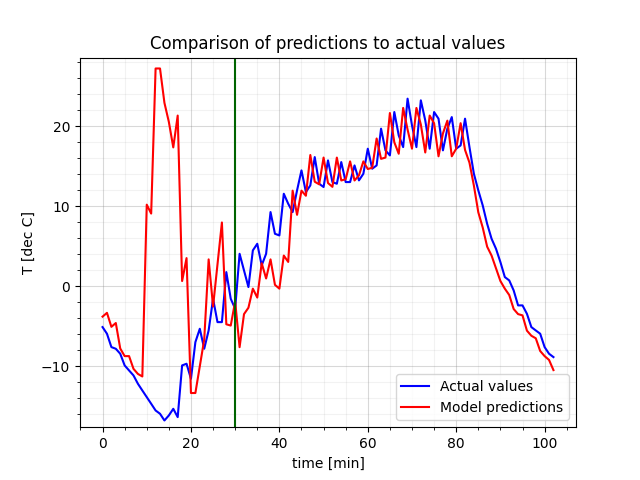 Comparison of predictions to actual values
T [dec C]
20
10
0
−10
0 20 40 60 80 100
time [min]
Actual values
Model predictions